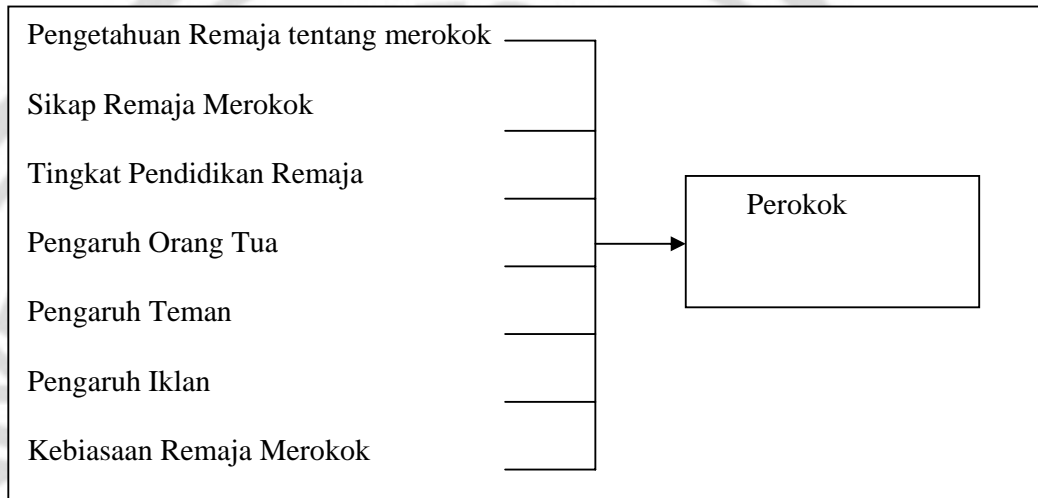 Pengetahuan Remaja tentang merokok
Sikap Remaja Merokok
Tingkat Pendidikan Remaja
Pengaruh Orang Tua
Pengaruh Teman
Pengaruh Iklan
Kebiasaan Remaja Merokok
Perokok